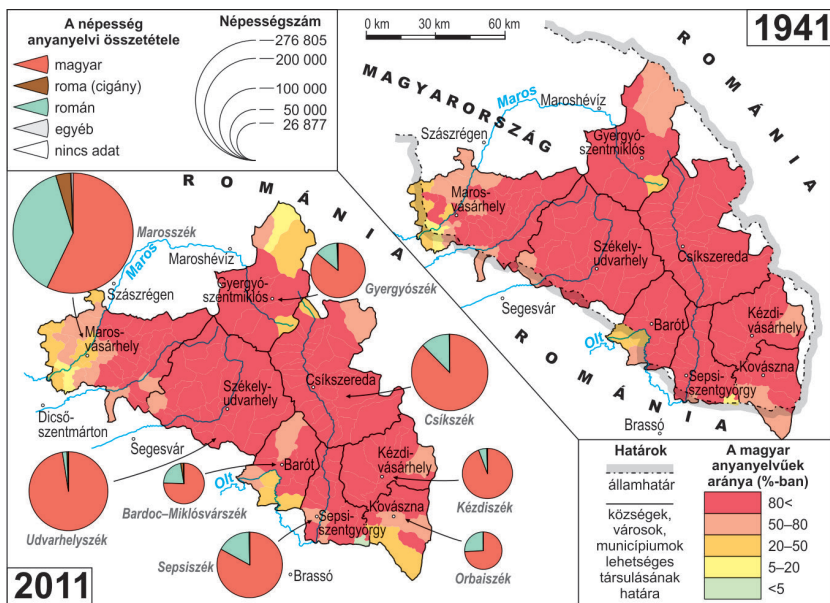 A népesség
anyanyelvi összetétele
magyar
roma (cigány)
román
egyéb
nincs adat
Népességszám
276 805
200 000
100 000
50 000
26 877
0 km
30 km
60 km
1941
MAGYARORSZÁG
ROMÁNIA
ROMÁNIA
Maros
Maroshévíz
Szászrégen
Gyergyó-
szentmiklós
Maros-
vásárhely
Székely-
udvarhely
Csíkszereda
Segesvár
Barót
Kézdi-
vásárhely
Olt
Kovászna
Sepsi-
szentgyörgy
Brassó
ROMÁNIA
Marosszék
Maros
Maroshévíz
Szászrégen
Gyergyó-
szentmiklós
Gyergyószék
Maros-
vásárhely
Székely-
udvarhely
Csíkszereda
Csíkszék
Dicső-
szentmárton
Segesvár
Udvarhelyszék
Barót
Bardoc–Miklósvárszék
Kézdi-
vásárhely
Kézdiszék
Olt
Kovászna
Sepsi-
szentgyörgy
Sepsiszék
Orbaiszék
Brassó
2011
Határok
államhatár
községek,
városok,
municípiumok
lehetséges
társulásának
határa
A magyar
anyanyelvűek
aránya (%-ban)
80<
50–80
20–50
5–20
<5